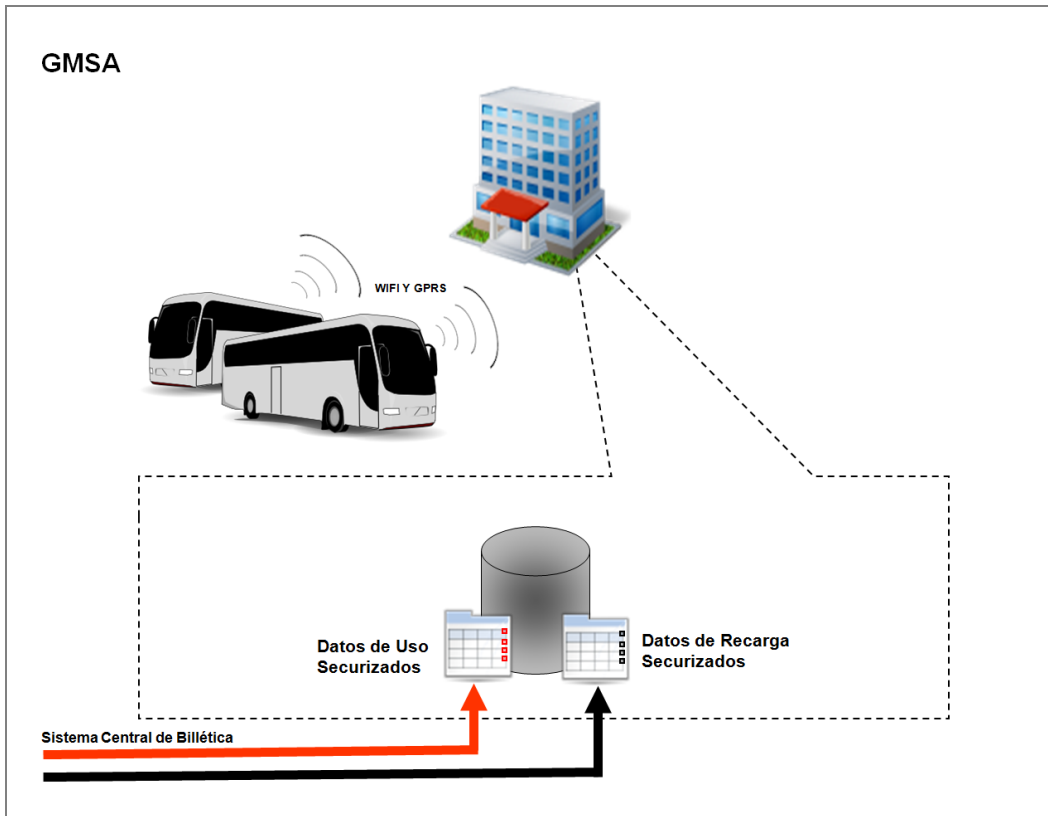 GMSA
WIFI Y GPRS
Datos de Uso
Securizados
Datos de Recarga
Securizados
Sistema Central de Billética